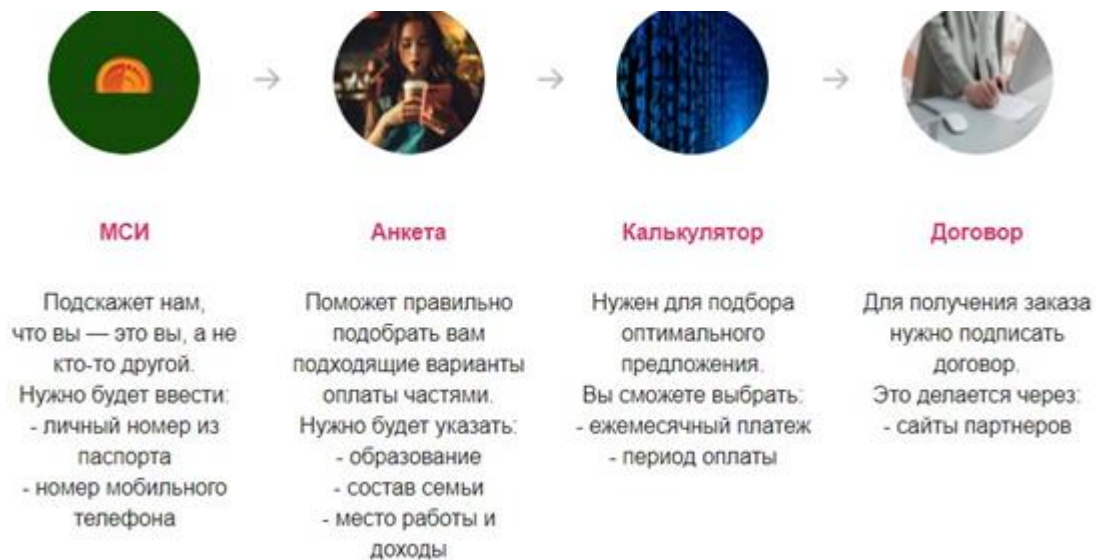 МСИ
Подскажет нам,
что вы — это вы, а не
кто-то другой.
Нужно будет ввести:
- личный номер из
паспорта
- номер мобильного
телефона
Анкета
Поможет правильно
подобрать вам
подходящие варианты
оплаты частями.
Нужно будет указать:
- образование
- состав семьи
- место работы и
доходы
Калькулятор
Нужен для подбора
оптимального
предложения.
Вы сможете выбрать:
- ежемесячный платеж
- период оплаты
Договор
Для получения заказа
нужно подписать
договор.
Это делается через:
- сайты партнеров